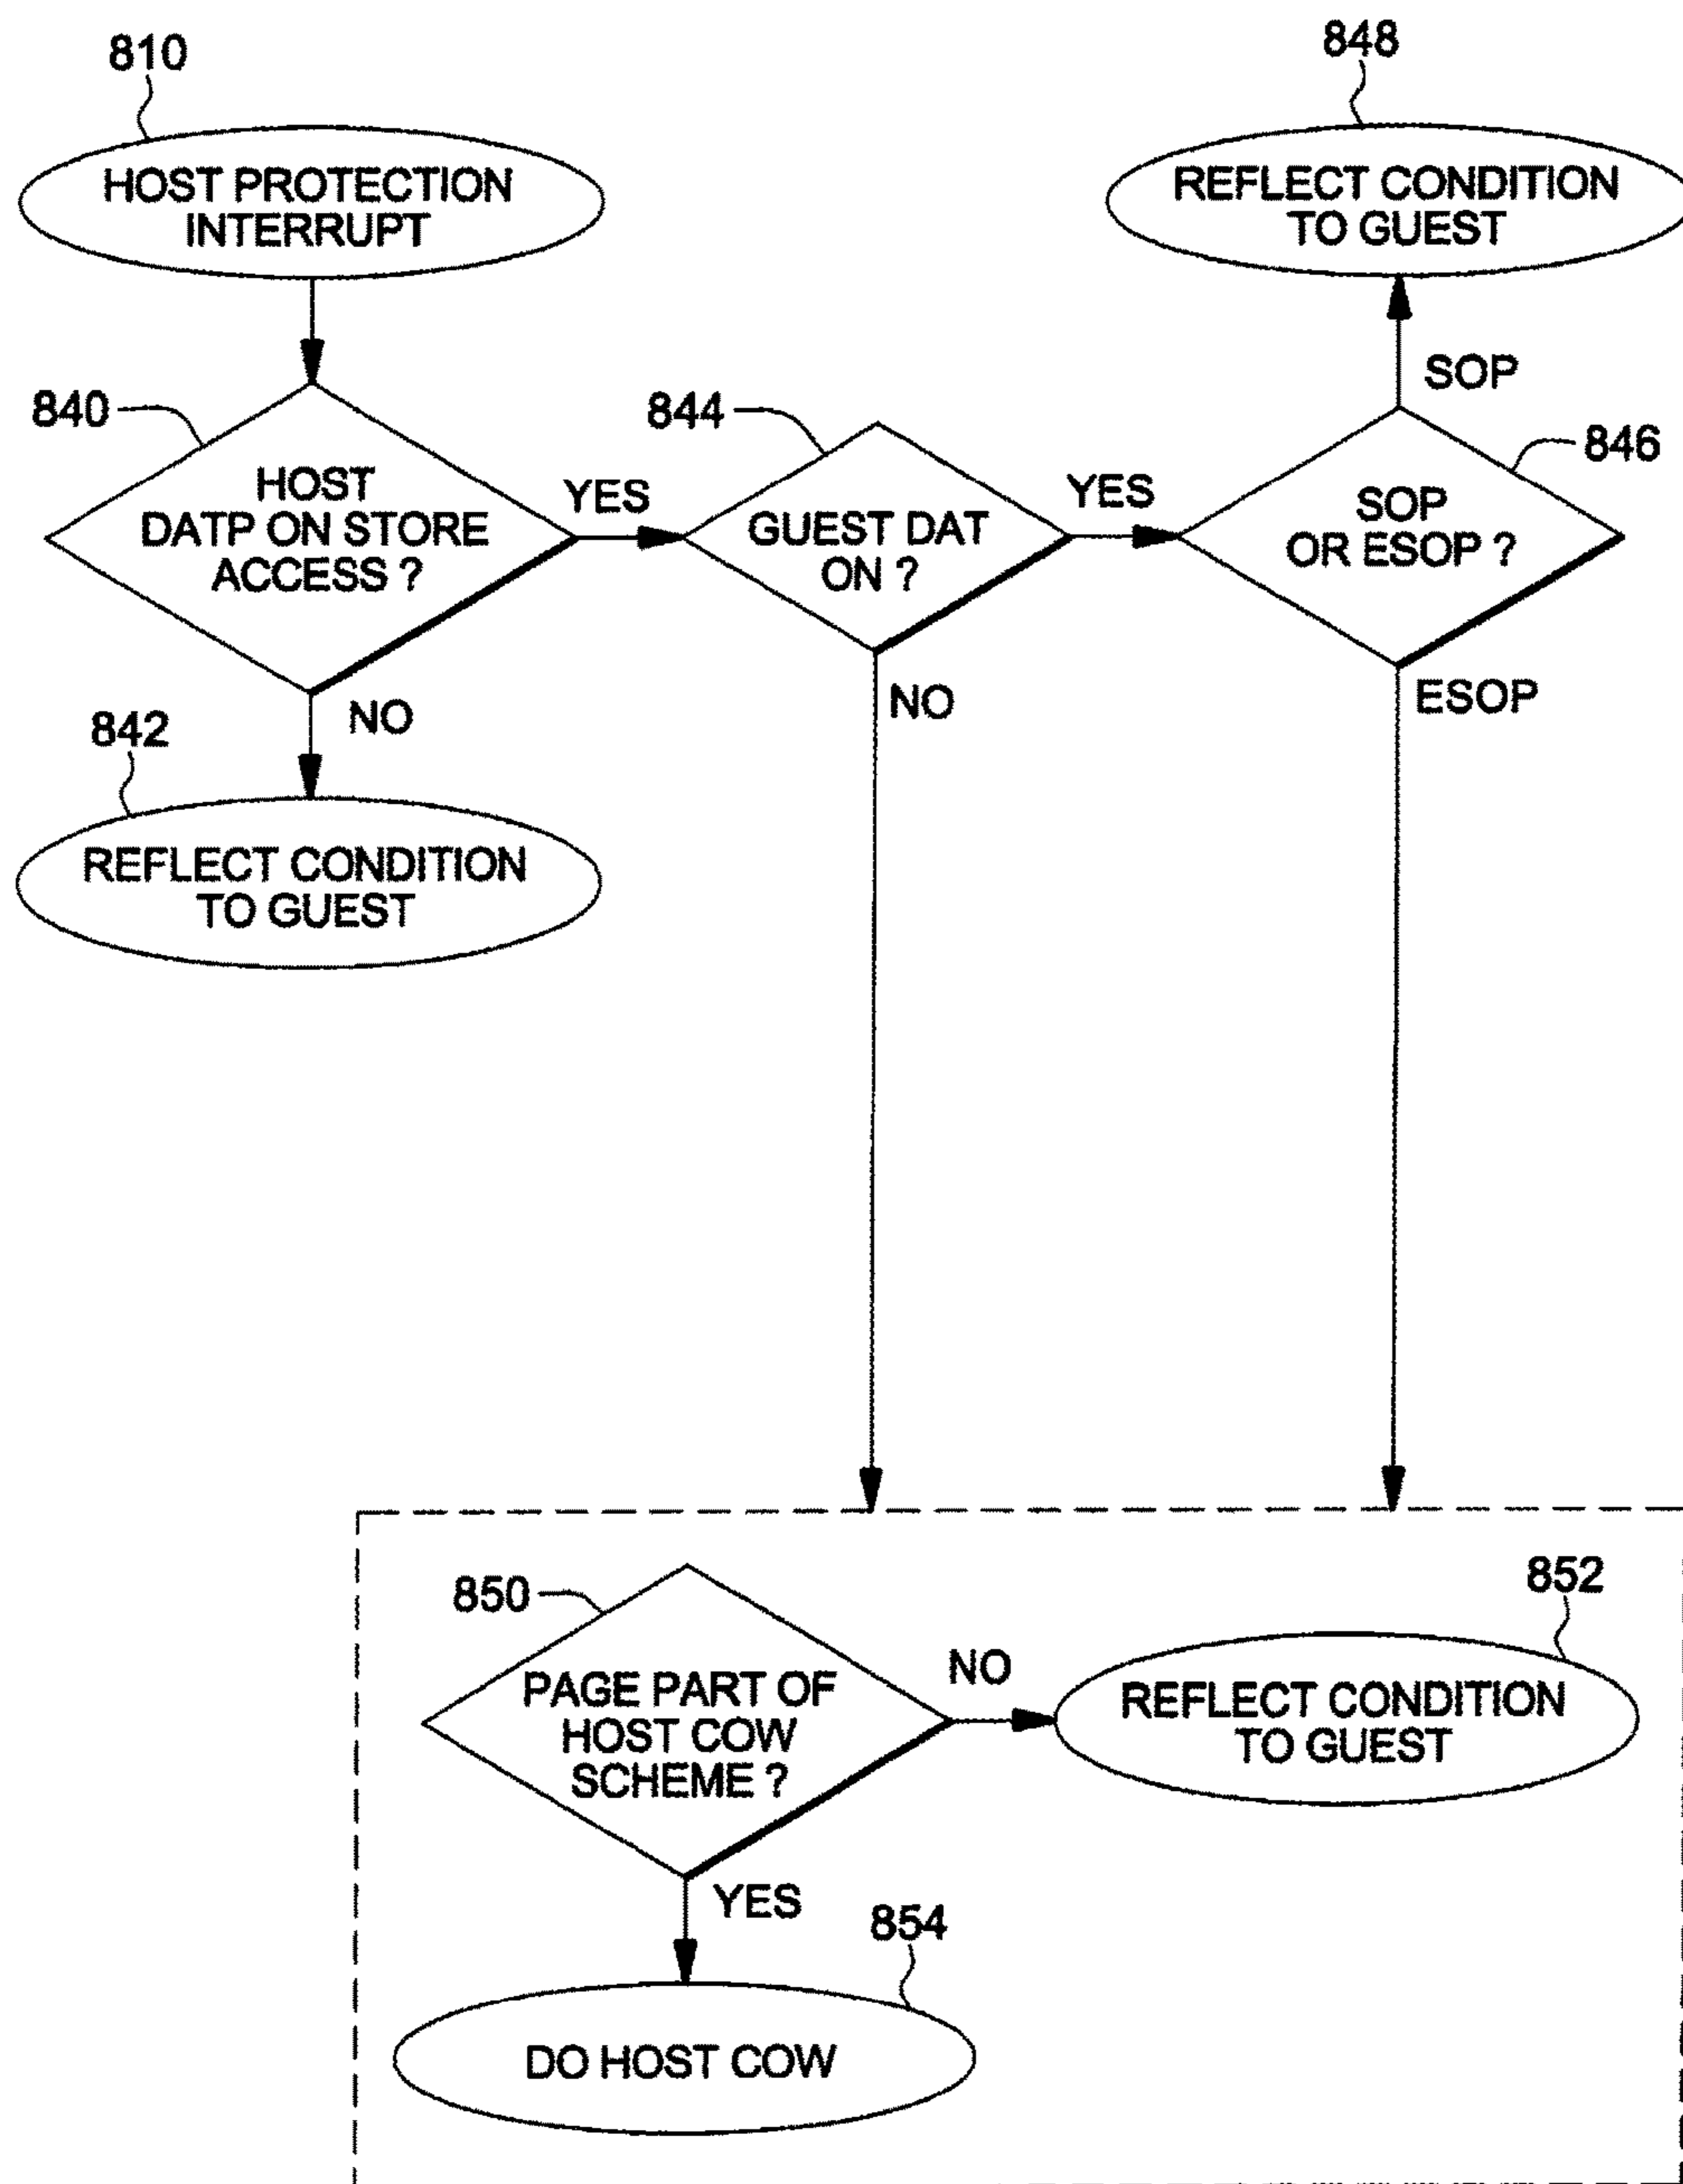 810
HOST PROTECTION
INTERRUPT
848
REFLECT CONDITION
TO GUEST
SOP
840
HOST
DATP ON STORE
ACCESS ?
YES
844
GUEST DAT
ON ?
YES
846
SOP
OR ESOP ?
NO
NO
ESOP
842
REFLECT CONDITION
TO GUEST
850
PAGE PART OF
HOST COW
SCHEME ?
NO
852
REFLECT CONDITION
TO GUEST
YES
854
DO HOST COW